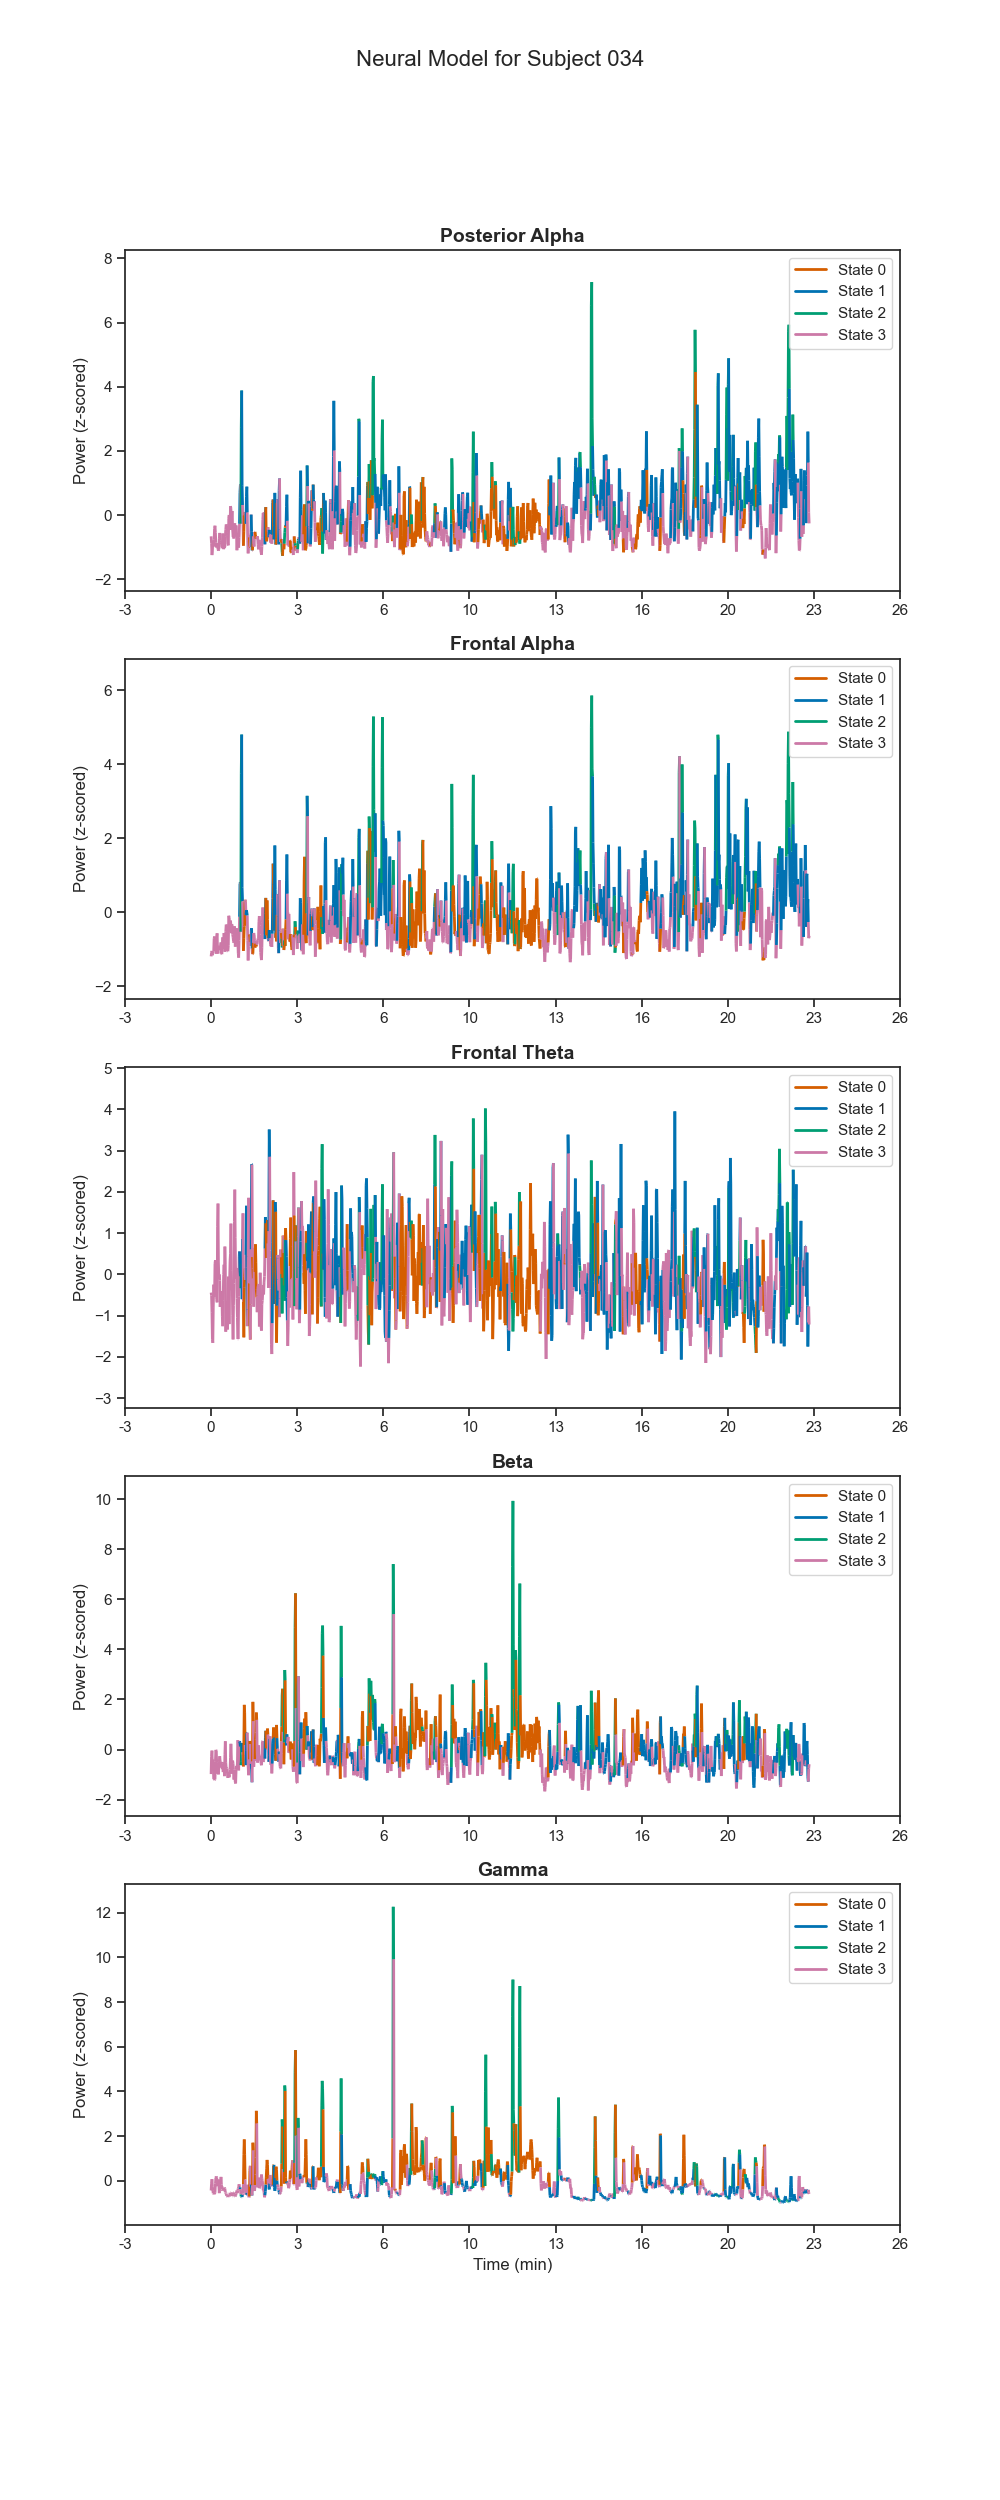 Neural Model for Subject 034
Posterior Alpha
Power (z-scored)
8
6
4
2
0
−2
State 0
State 1
State 2
State 3
-3 0 3 6 10 13 16 20 23 26
Frontal Alpha
Power (z-scored)
6
4
2
0
−2
State 0
State 1
State 2
State 3
-3 0 3 6 10 13 16 20 23 26
Frontal Theta
Power (z-scored)
5
4
3
2
1
0
−1
−2
−3
State 0
State 1
State 2
State 3
-3 0 3 6 10 13 16 20 23 26
Beta
Power (z-scored)
10
8
6
4
2
0
−2
State 0
State 1
State 2
State 3
-3 0 3 6 10 13 16 20 23 26
Gamma
Power (z-scored)
12
10
8
6
4
2
0
State 0
State 1
State 2
State 3
-3 0 3 6 10 13 16 20 23 26
Time (min)